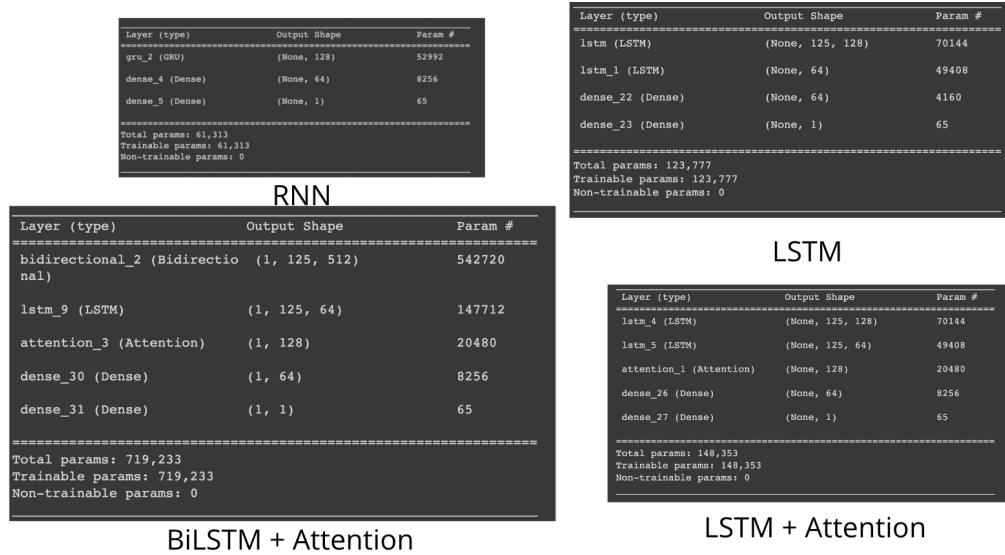 Layer (type) Output Shape Param #
gru_2 (GRU) (None, 128) 52992
dense_4 (Dense) (None, 64) 8256
dense_5 (Dense) (None, 1) 65
Total params: 61,313
Trainable params: 61,313
Non-trainable params: 0
RNN
Layer (type) Output Shape Param #
lstm (LSTM) (None, 125, 128) 70144
lstm_1 (LSTM) (None, 64) 49408
dense_22 (Dense) (None, 64) 4160
dense_23 (Dense) (None, 1) 65
Total params: 123,777
Trainable params: 123,777
Non-trainable params: 0
LSTM
Layer (type) Output Shape Param #
bidirectional_2 (Bidirectio (1, 125, 512) 542720
nal)
lstm_9 (LSTM) (1, 125, 64) 147712
attention_3 (Attention) (1, 128) 20480
dense_30 (Dense) (1, 64) 8256
dense_31 (Dense) (1, 1) 65
Total params: 719,233
Trainable params: 719,233
Non-trainable params: 0
BiLSTM + Attention
Layer (type) Output Shape Param #
lstm_4 (LSTM) (None, 125, 128) 70144
lstm_5 (LSTM) (None, 125, 64) 49408
attention_1 (Attention) (None, 128) 20480
dense_26 (Dense) (None, 64) 8256
dense_27 (Dense) (None, 1) 65
Total params: 148,353
Trainable params: 148,353
Non-trainable params: 0
LSTM + Attention